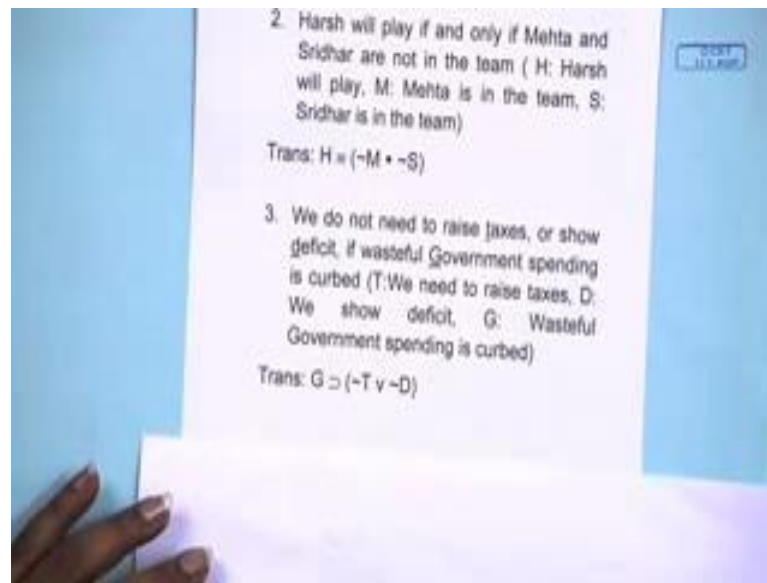 2. Harsh will play if and only if Mehta and
Sridhar are not in the team ( H: Harsh
will play, M: Mehta is in the team, S:
Sridhar is in the team)
Trans: H ≡ (~M • ~S)
3. We do not need to raise taxes, or show
deficit, if wasteful Government spending
is curbed (T:We need to raise taxes, D:
We show deficit, G: Wasteful
Government spending is curbed)
Trans: G ⊃ (~T v ~D)